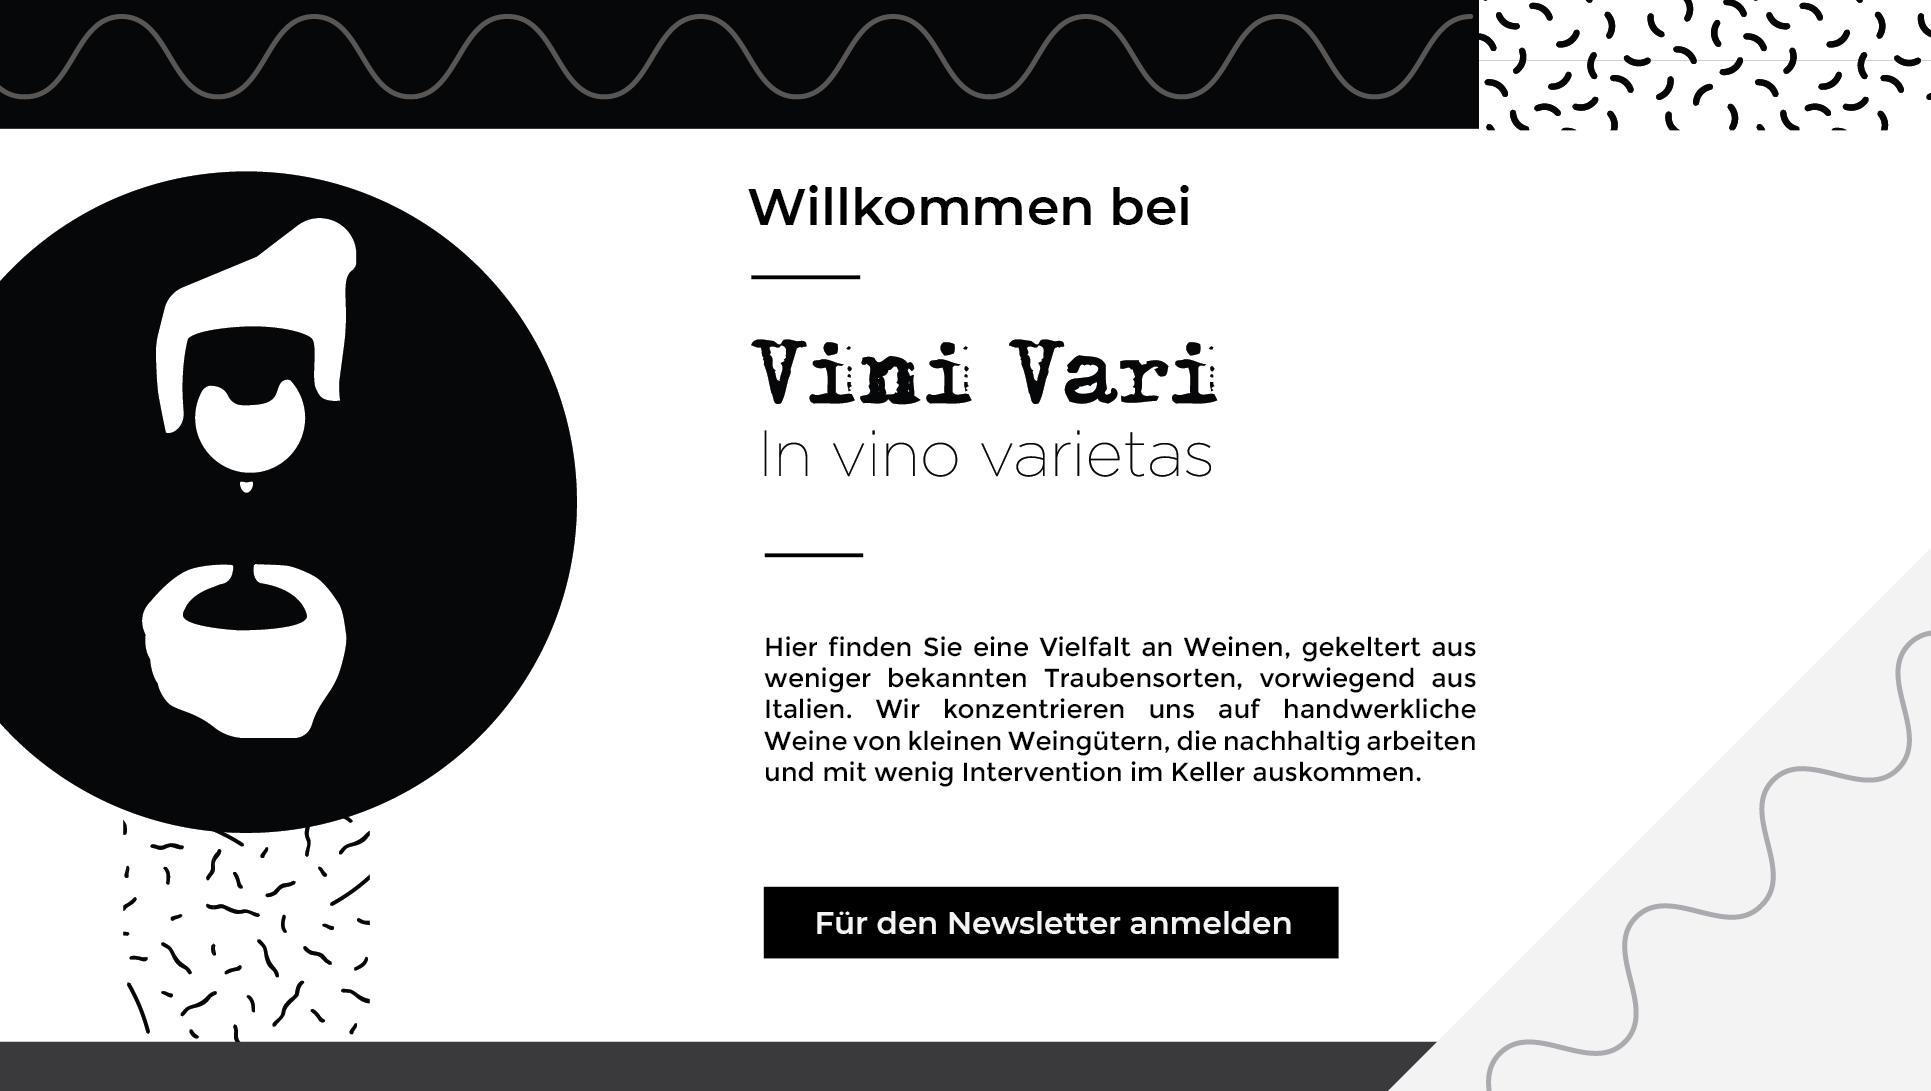 Willkommen bei
Vini Vari
In vino varietas
Hier finden Sie eine Vielfalt an Weinen, gekeltert aus
weniger bekannten Traubensorten, vorwiegend aus
Italien. Wir konzentrieren uns auf handwerkliche
Weine von kleinen Weingütern, die nachhaltig arbeiten
und mit wenig Intervention im Keller auskommen.
Für den Newsletter anmelden